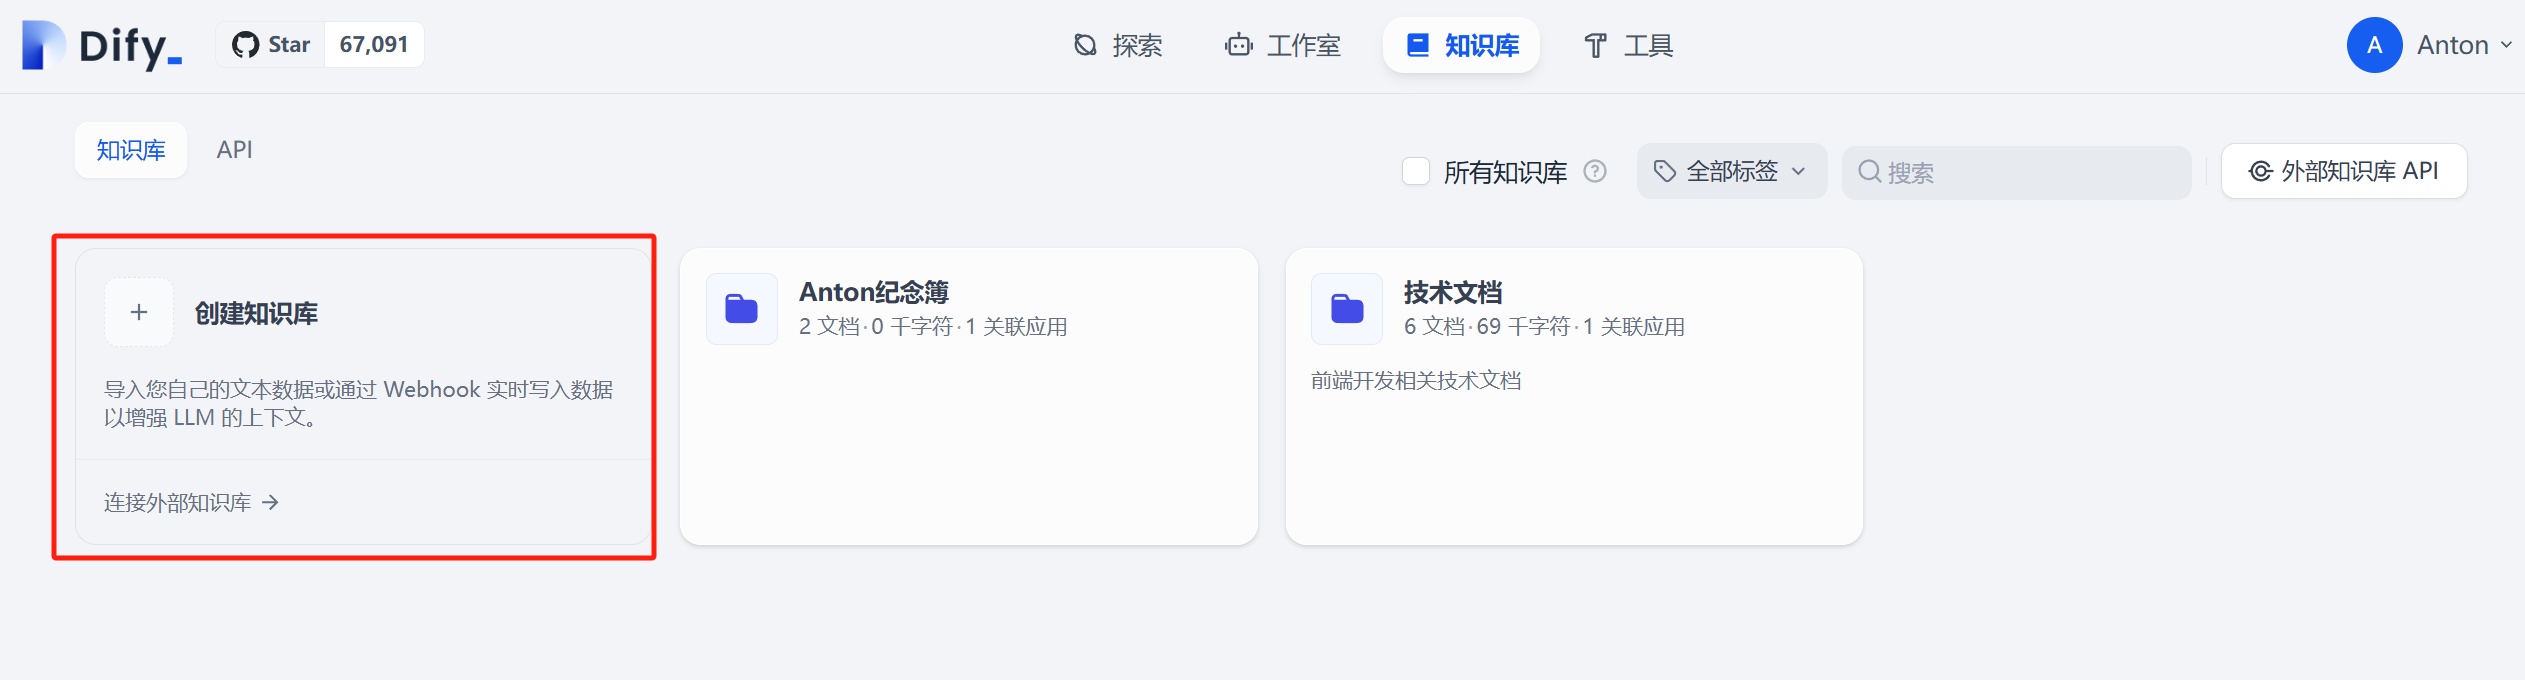 Dify_
Star 67,091
探索 工作室 知识库 工具
A Anton
知识库 API
所有知识库 ? 全部标签 搜索 外部知识库 API
+ 创建知识库
导入您自己的文本数据或通过 Webhook 实时写入数据
以增强 LLM 的上下文。
连接外部知识库 →
Anton纪念簿
2 文档·0 千字符·1 关联应用
技术文档
6 文档·69 千字符·1 关联应用
前端开发相关技术文档